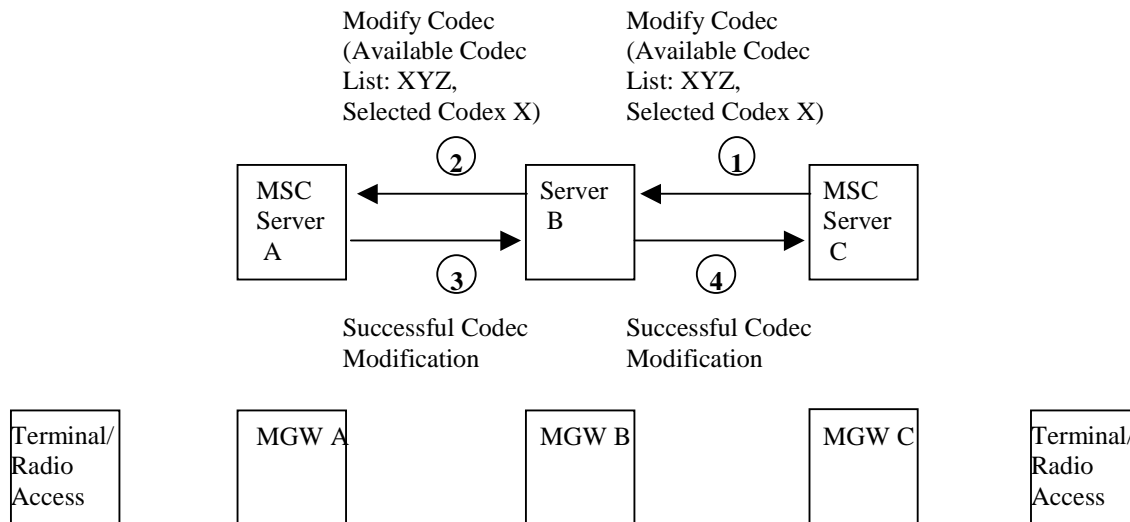 Modify Codec
(Available Codec
List: XYZ,
Selected Codex X)
Modify Codec
(Available Codec
List: XYZ,
Selected Codex X)
2
1
MSC
Server
A
Server
B
MSC
Server
C
3
4
Successful Codec
Modification
Successful Codec
Modification
Terminal/
Radio
Access
MGW A
MGW B
MGW C
Terminal/
Radio
Access